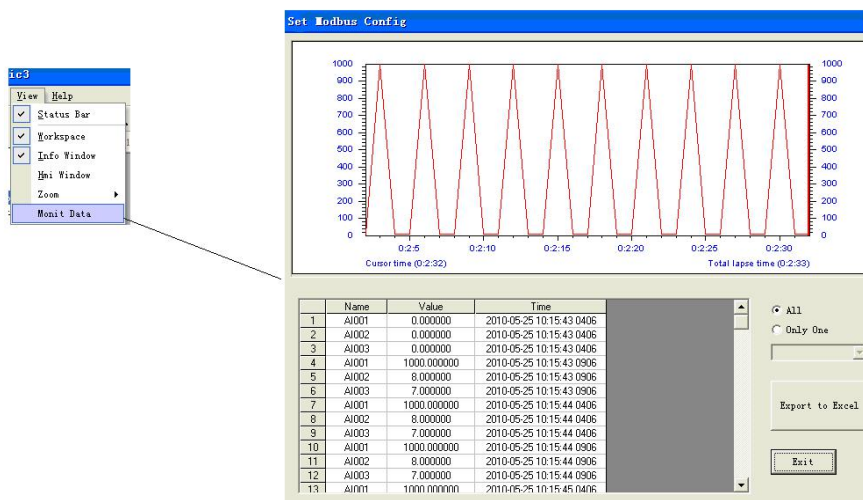 Set Modbus Config
ic3
View Help
Status Bar
Workspace
Info Window
Hmi Window
Zoom
Monit Data
1000 1000
900 900
800 800
700 700
600 600
500 500
400 400
300 300
200 200
100 100
0 0
0:2:5 0:2:10 0:2:15 0:2:20 0:2:25 0:2:30
Cursor time (0:2:32) Total lapse time (0:2:33)
Name Value Time
1 AI001 0.000000 2010-05-25 10:15:43 0406
2 AI002 0.000000 2010-05-25 10:15:43 0406
3 AI003 0.000000 2010-05-25 10:15:43 0406
4 AI001 1000.000000 2010-05-25 10:15:43 0906
5 AI002 8.000000 2010-05-25 10:15:43 0906
6 AI003 7.000000 2010-05-25 10:15:43 0906
7 AI001 1000.000000 2010-05-25 10:15:44 0406
8 AI002 8.000000 2010-05-25 10:15:44 0406
9 AI003 7.000000 2010-05-25 10:15:44 0406
10 AI001 1000.000000 2010-05-25 10:15:44 0906
11 AI002 8.000000 2010-05-25 10:15:44 0906
12 AI003 7.000000 2010-05-25 10:15:44 0906
13 AI001 1000.000000 2010-05-25 10:15:45 0406
All
Only One
Export to Excel
Exit